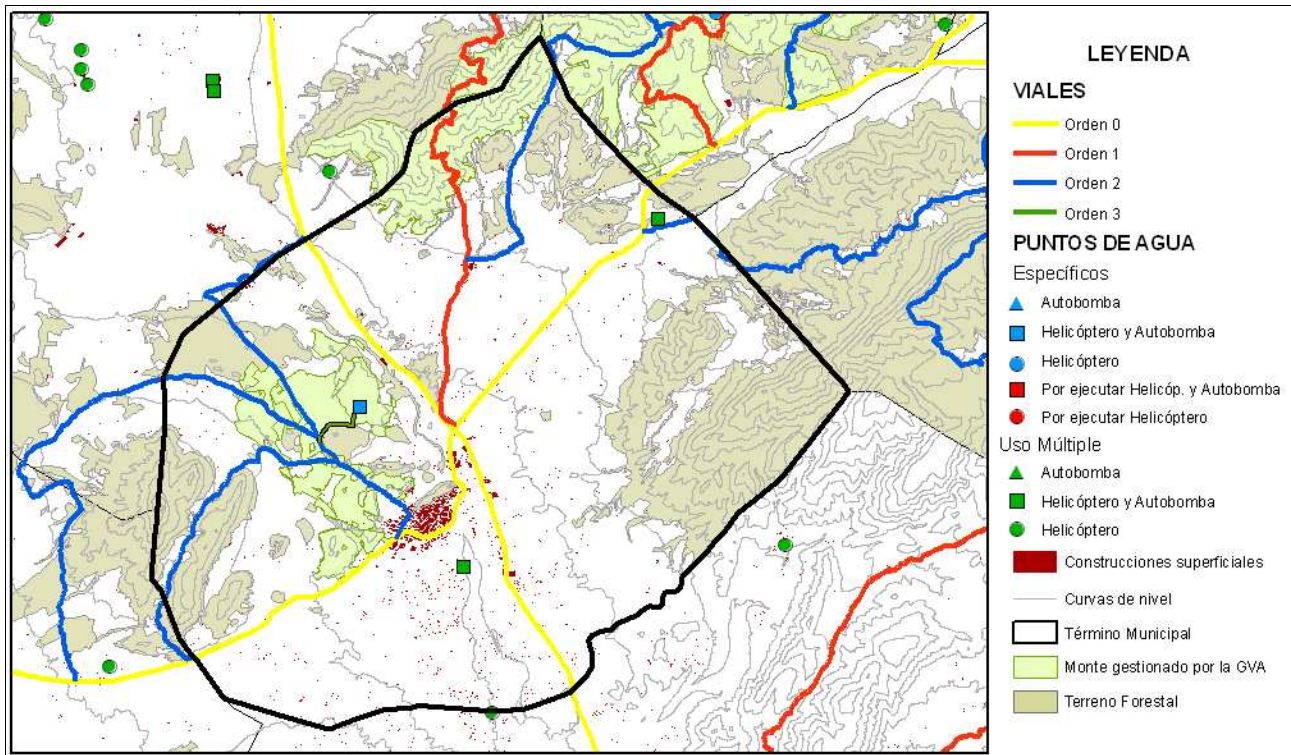 LEYENDA
VIALES
Orden 0
Orden 1
Orden 2
Orden 3
PUNTOS DE AGUA
Específicos
Autobomba
Helicóptero y Autobomba
Helicóptero
Por ejecutar Helicóp. y Autobomba
Por ejecutar Helicóptero
Uso Múltiple
Autobomba
Helicóptero y Autobomba
Helicóptero
Construcciones superficiales
Curvas de nivel
Término Municipal
Monte gestionado por la GVA
Terreno Forestal